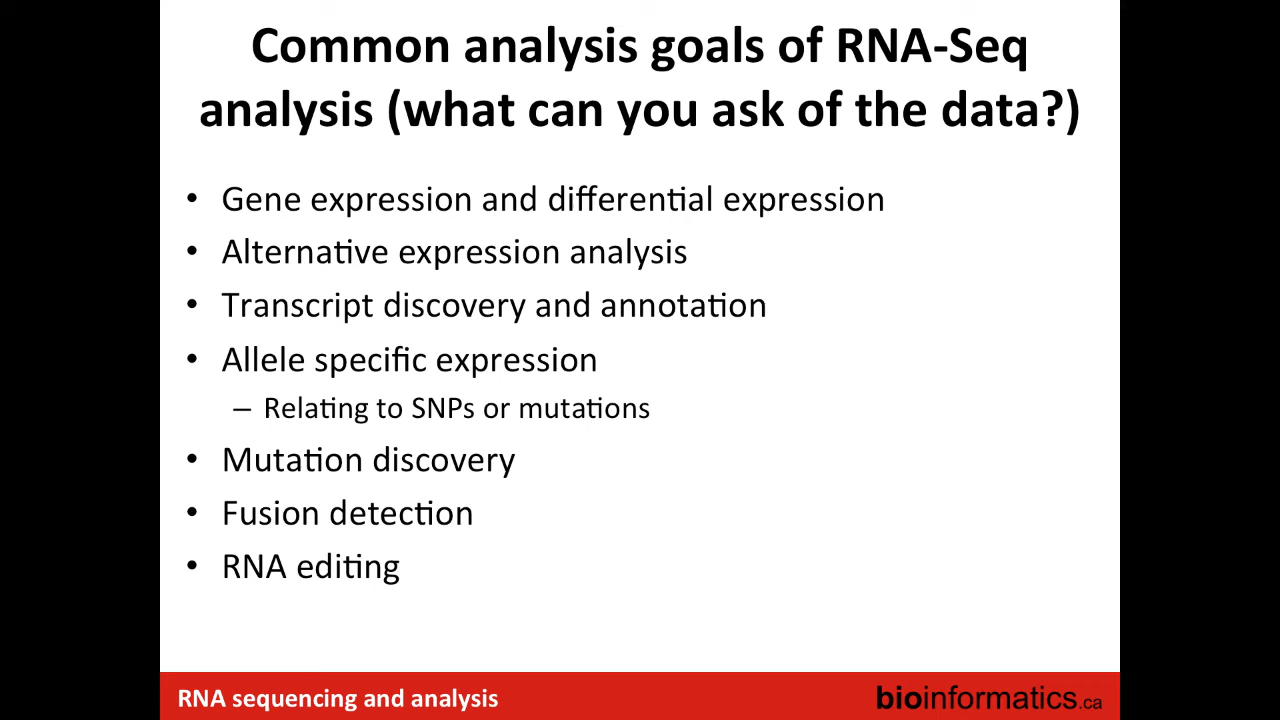 Common analysis goals of RNA-Seq
analysis (what can you ask of the data?)
• Gene expression and differential expression
• Alternative expression analysis
• Transcript discovery and annotation
• Allele specific expression
– Relating to SNPs or mutations
• Mutation discovery
• Fusion detection
• RNA editing
RNA sequencing and analysis
bioinformatics.ca